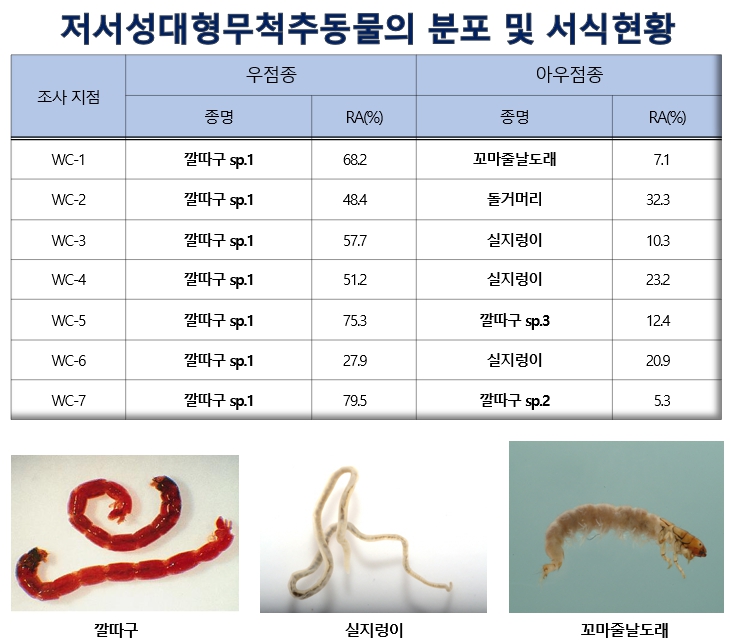 저서성대형무척추동물의 분포 및 서식현황
조사 지점 우점종 아우점종
종명 RA(%) 종명 RA(%)
WC-1 깔따구 sp.1 68.2 꼬마줄날도래 7.1
WC-2 깔따구 sp.1 48.4 돌거머리 32.3
WC-3 깔따구 sp.1 57.7 실지렁이 10.3
WC-4 깔따구 sp.1 51.2 실지렁이 23.2
WC-5 깔따구 sp.1 75.3 깔따구 sp.3 12.4
WC-6 깔따구 sp.1 27.9 실지렁이 20.9
WC-7 깔따구 sp.1 79.5 깔따구 sp.2 5.3
깔따구 실지렁이 꼬마줄날도래